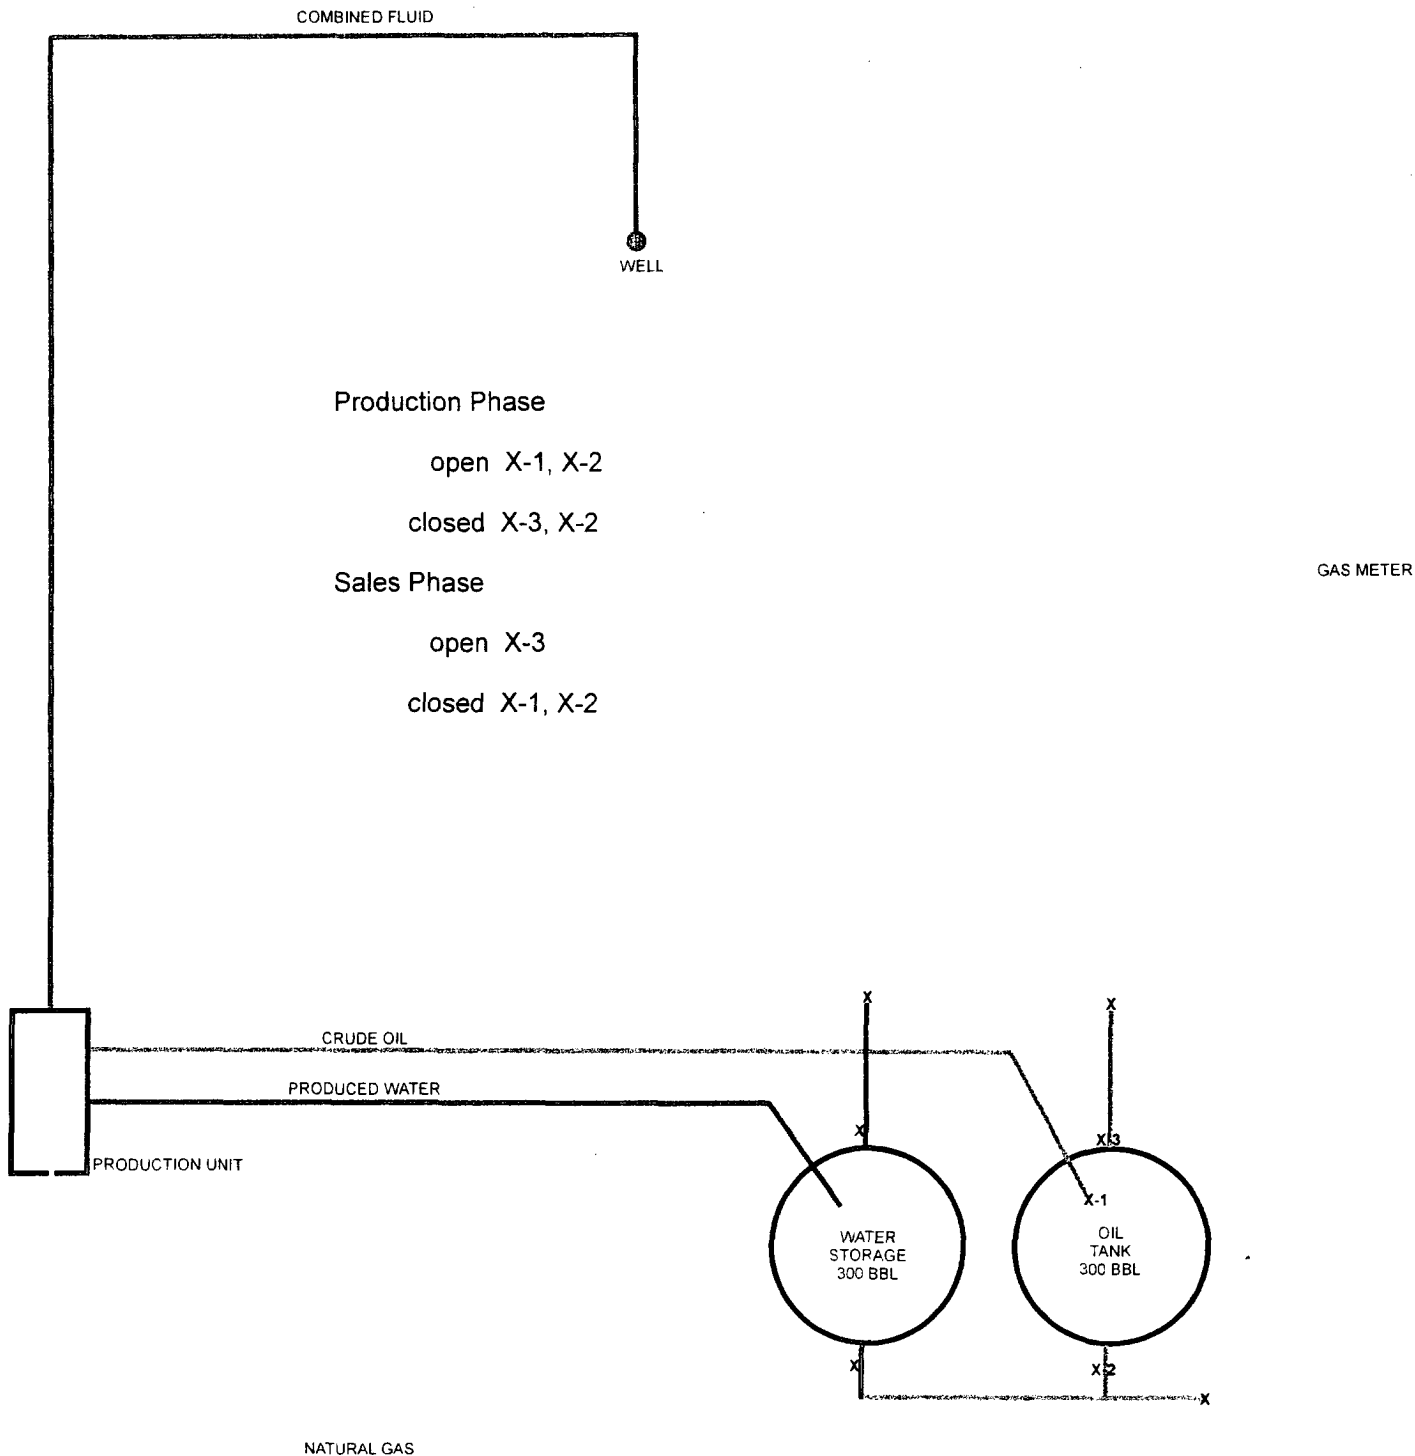 COMBINED FLUID
WELL
Production Phase
open X-1, X-2
closed X-3, X-2
GAS METER
Sales Phase
open X-3
closed X-1, X-2
X
X
CRUDE OIL
PRODUCED WATER
X
X-3
PRODUCTION UNIT
X-1
WATER
STORAGE
300 BBL
OIL
TANK
300 BBL
X
X-2
X
NATURAL GAS